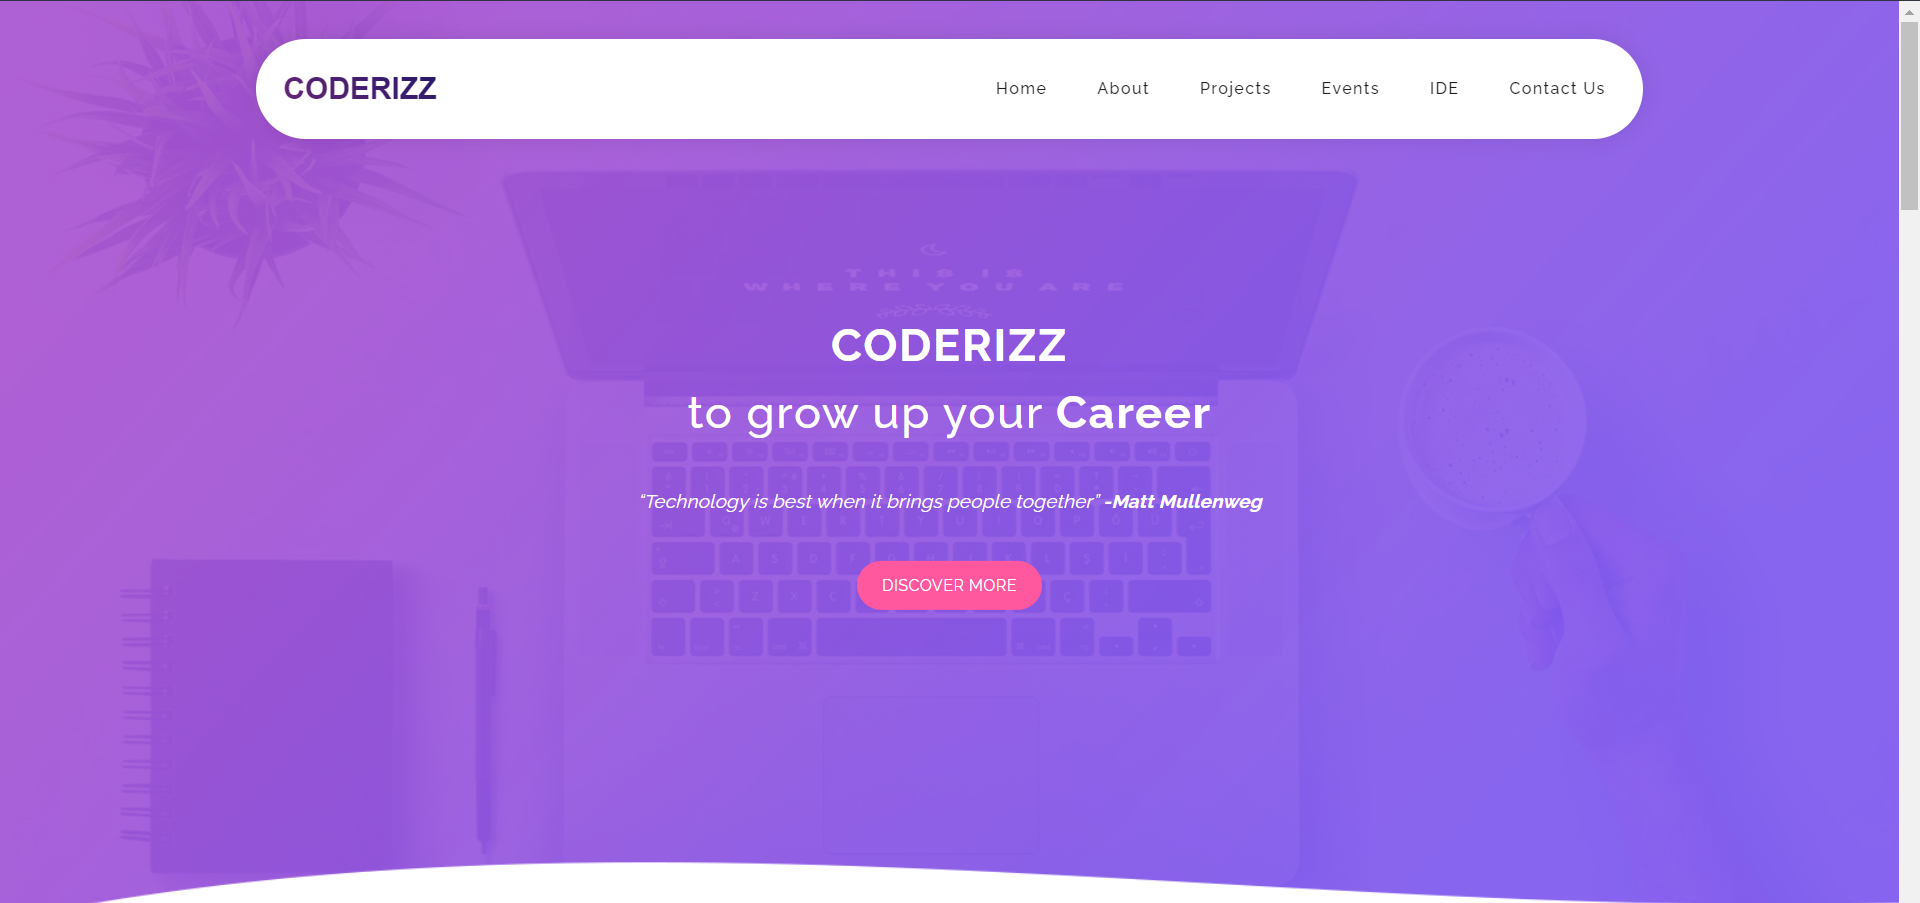 CODERIZZ
Home About Projects Events IDE Contact Us
THIS IS
WHERE YOU ARE
CODERIZZ
to grow up your Career
“Technology is best when it brings people together” -Matt Mullenweg
DISCOVER MORE